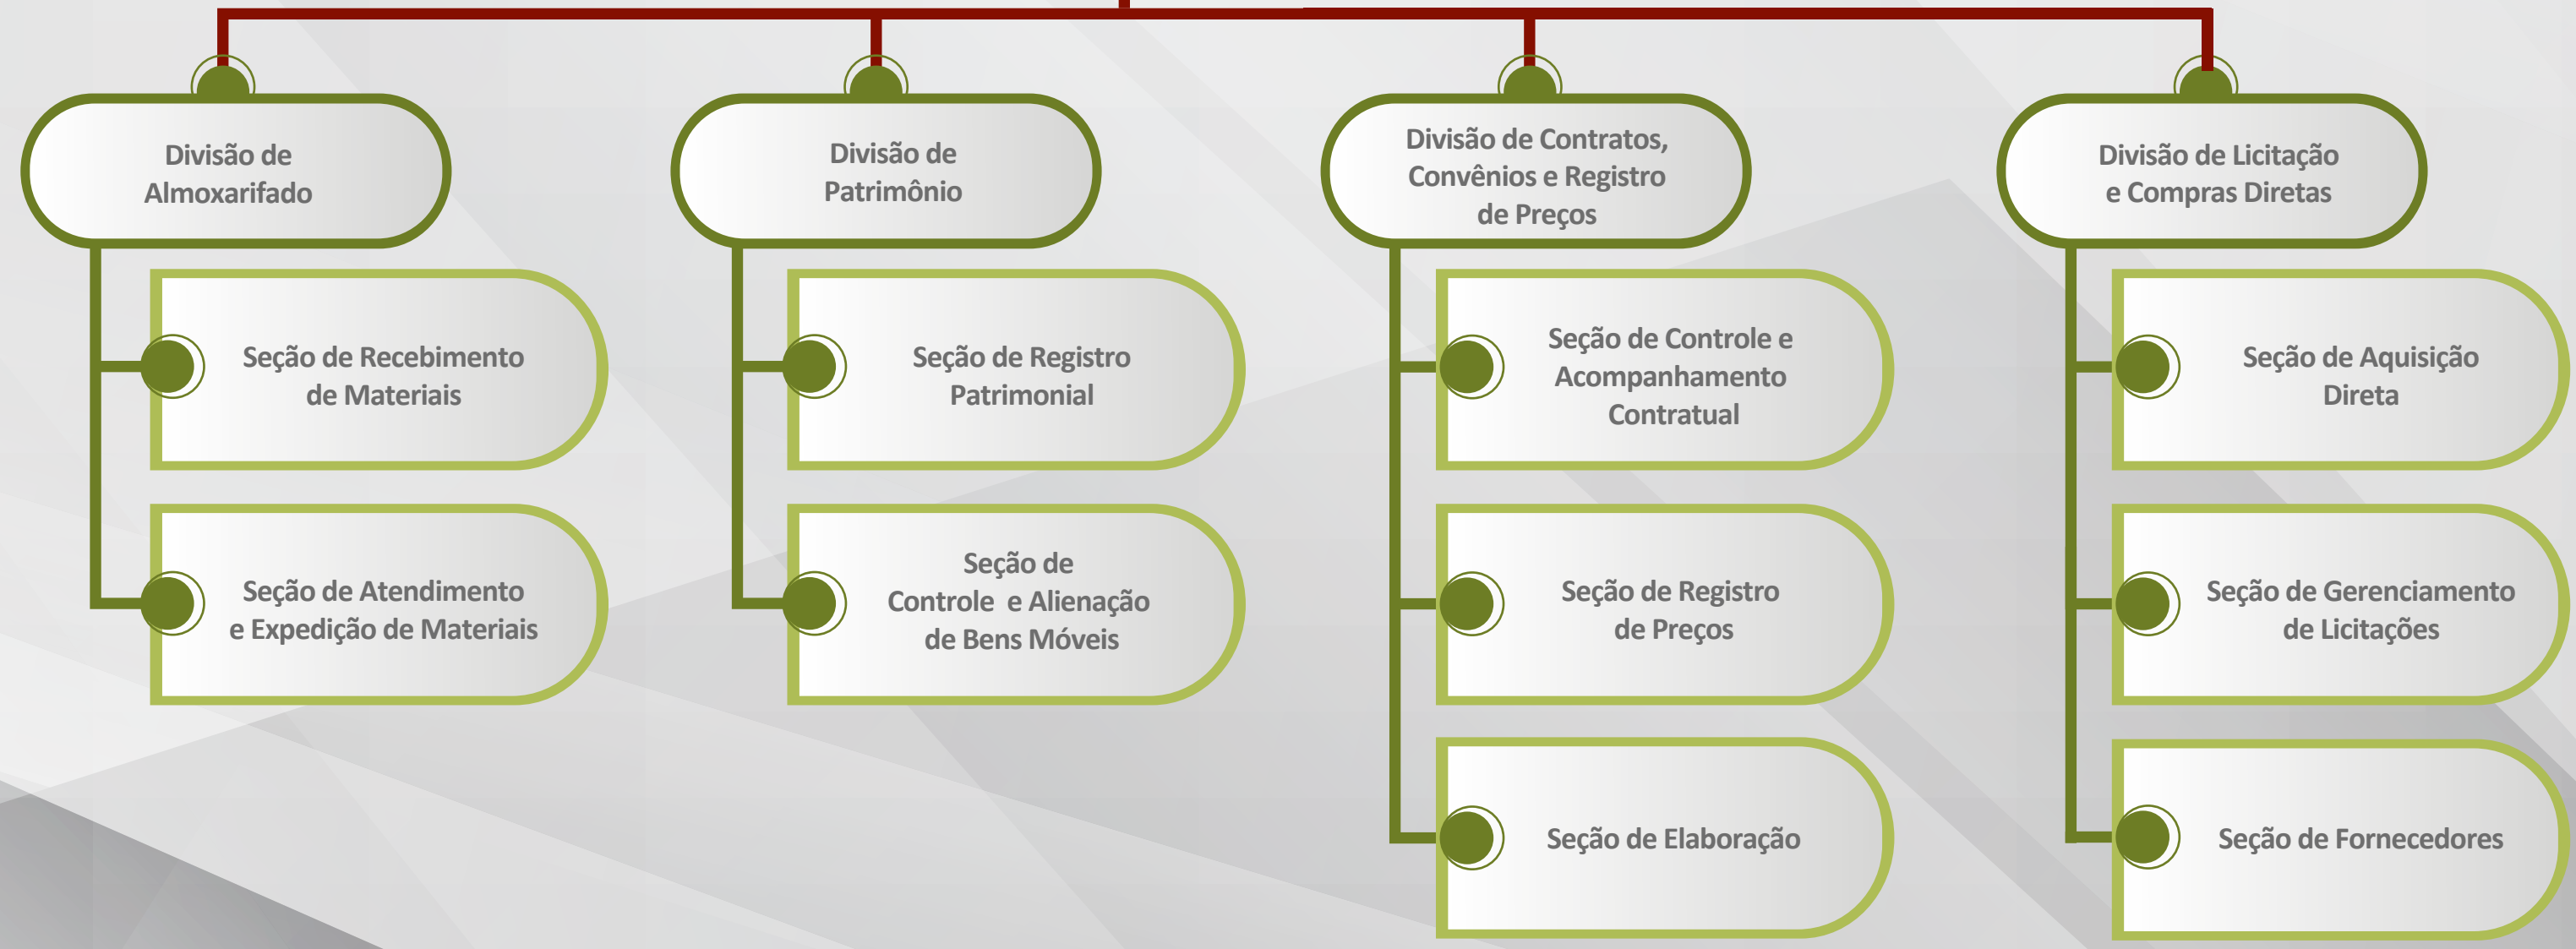 Divisão de
Almoxarifado
Seção de Recebimento
de Materiais
Seção de Atendimento
e Expedição de Materiais
Divisão de
Patrimônio
Seção de Registro
Patrimonial
Seção de
Controle  e Alienação
de Bens Móveis
Divisão de Contratos,
Convênios e Registro
de Preços
Seção de Controle e
Acompanhamento
Contratual
Seção de Registro
de Preços
Seção de Elaboração
Divisão de Licitação
e Compras Diretas
Seção de Aquisição
Direta
Seção de Gerenciamento
de Licitações
Seção de Fornecedores